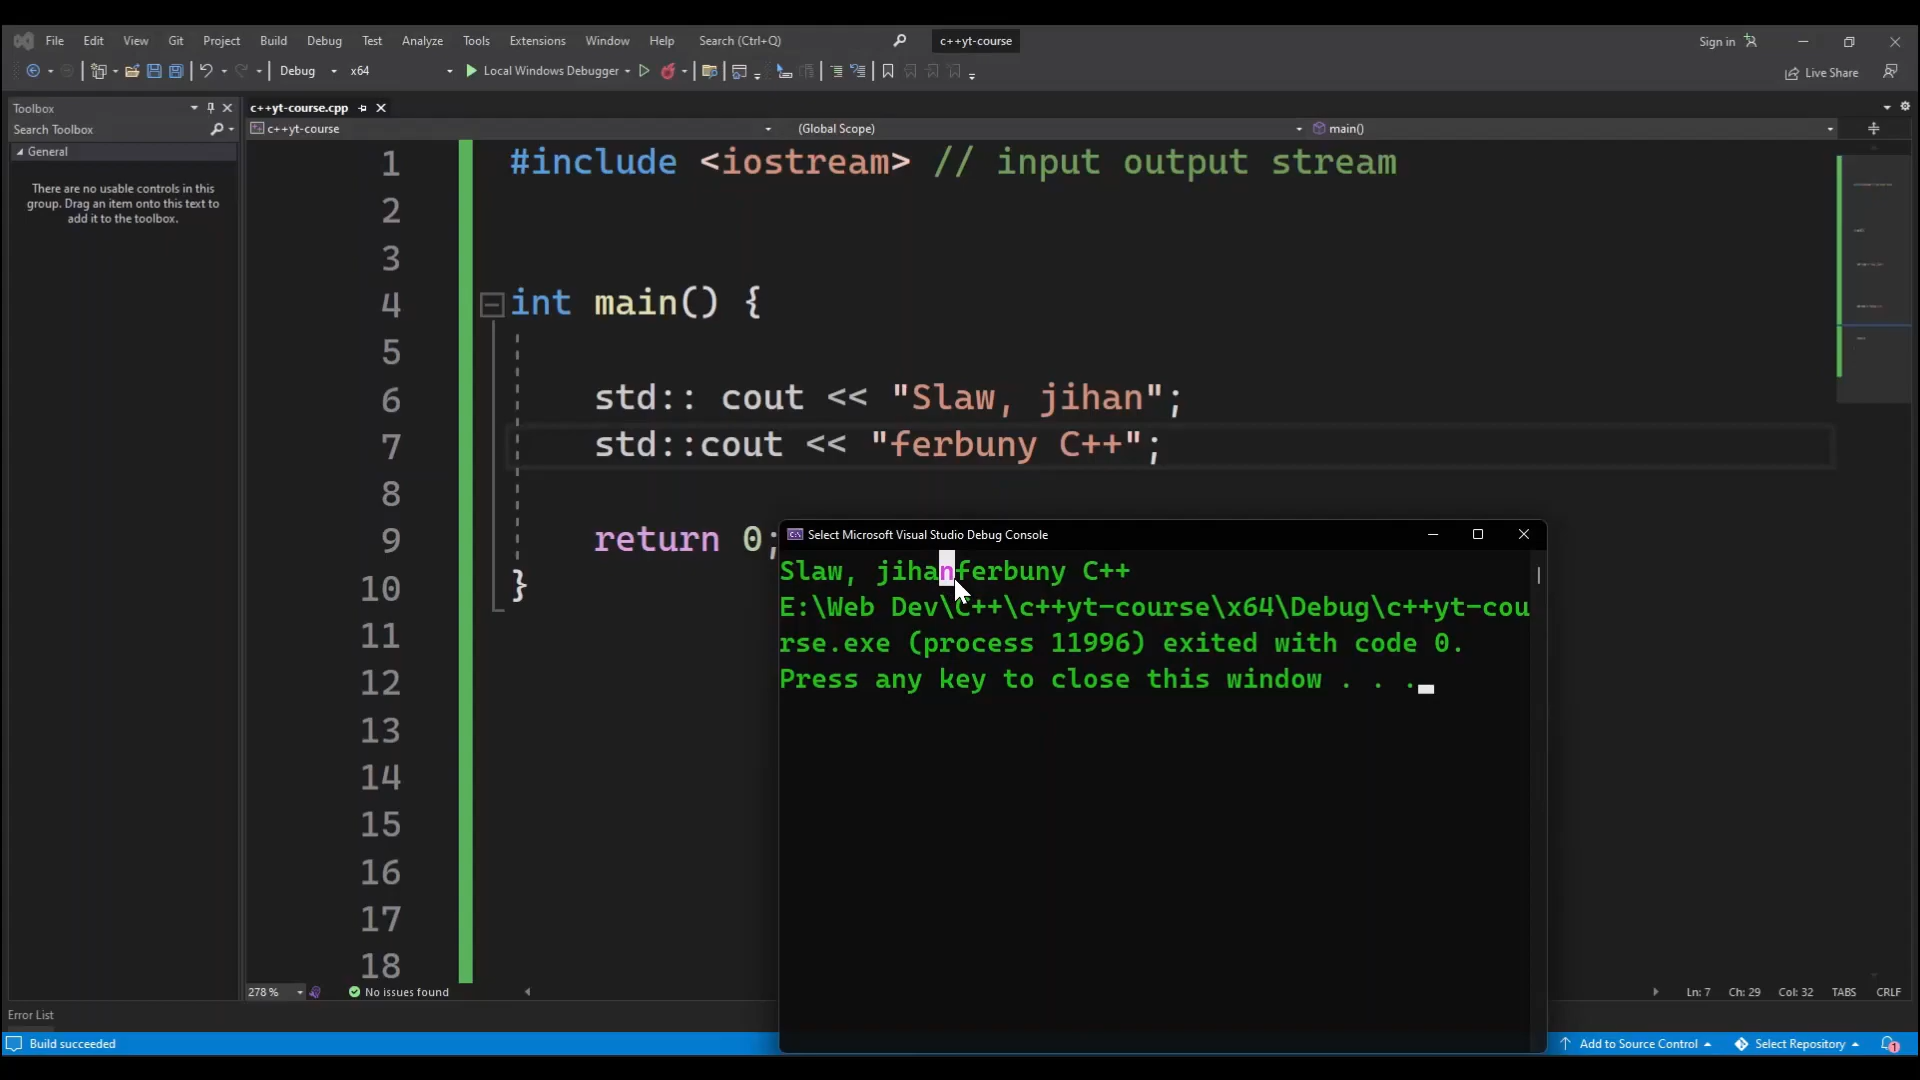 File Edit View Git Project Build Debug Test Analyze Tools Extensions Window Help Search (Ctrl+Q) c++yt-course Sign in
Debug x64 Local Windows Debugger Live Share
Toolbox c++yt-course.cpp
Search Toolbox c++yt-course (Global Scope) main()
General
There are no usable controls in this
group. Drag an item onto this text to
add it to the toolbox.
1 #include <iostream> // input output stream
2
3
4 int main() {
5
6 std:: cout << "Slaw, jihan";
7 std::cout << "ferbuny C++";
8
9 return 0;
10 }
11
12
13
14
15
16
17
18
Select Microsoft Visual Studio Debug Console
Slaw, jihanferbuny C++
E:\Web Dev\C++\c++yt-course\x64\Debug\c++yt-cou
rse.exe (process 11996) exited with code 0.
Press any key to close this window . . .
278 % No issues found Ln: 7 Ch: 29 Col: 32 TABS CRLF
Error List
Build succeeded Add to Source Control Select Repository 1